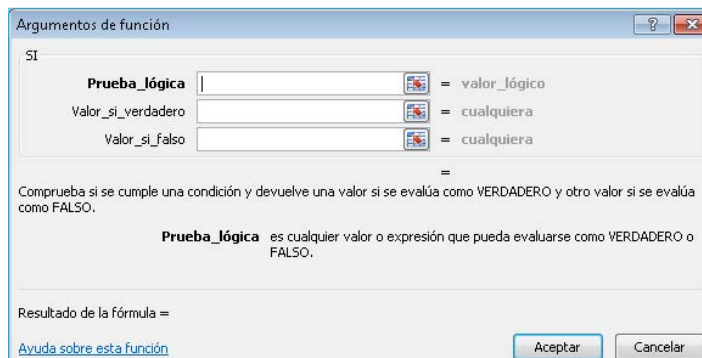 Argumentos de función
SI
Prueba_lógica = valor_lógico
Valor_si_verdadero = cualquiera
Valor_si_falso = cualquiera
=
Comprueba si se cumple una condición y devuelve una valor si se evalúa como VERDADERO y otro valor si se evalúa
como FALSO.
Prueba_lógica es cualquier valor o expresión que pueda evaluarse como VERDADERO o
FALSO.
Resultado de la fórmula =
Ayuda sobre esta función
Aceptar
Cancelar